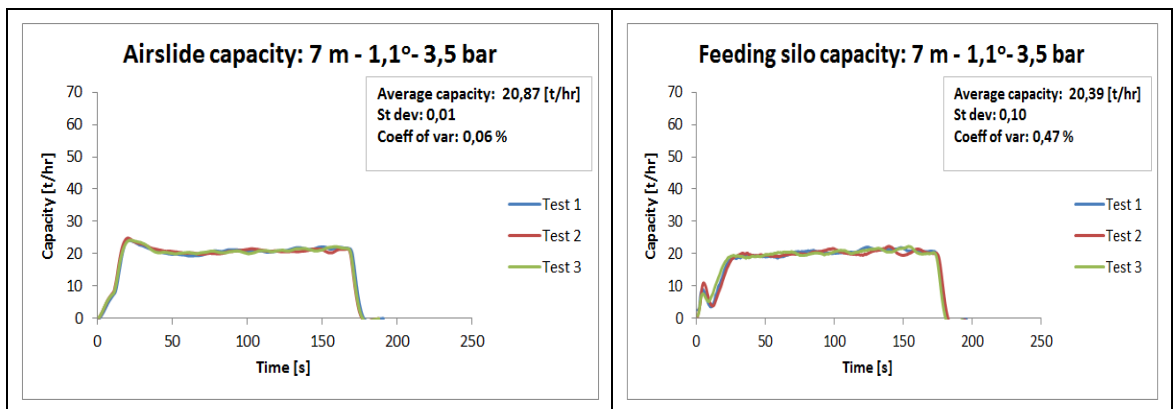 Airslide capacity: 7 m - 1,1º- 3,5 bar
Average capacity: 20,87 [t/hr]
St dev: 0,01
Coeff of var: 0,06 %
Capacity [t/hr]
70
60
50
40
30
20
10
0
Test 1
Test 2
Test 3
0 50 100 150 200 250
Time [s]
Feeding silo capacity: 7 m - 1,1º- 3,5 bar
Average capacity: 20,39 [t/hr]
St dev: 0,10
Coeff of var: 0,47 %
Capacity [t/hr]
70
60
50
40
30
20
10
0
Test 1
Test 2
Test 3
0 50 100 150 200 250
Time [s]